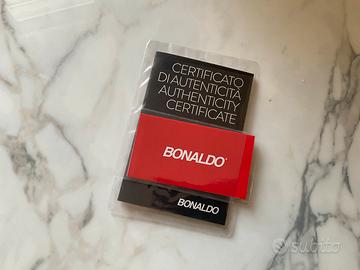 CERTIFICATO
DI AUTENTICITÀ
AUTHENTICITY
CERTIFICATE
BONALDO®
BONALDO
subito